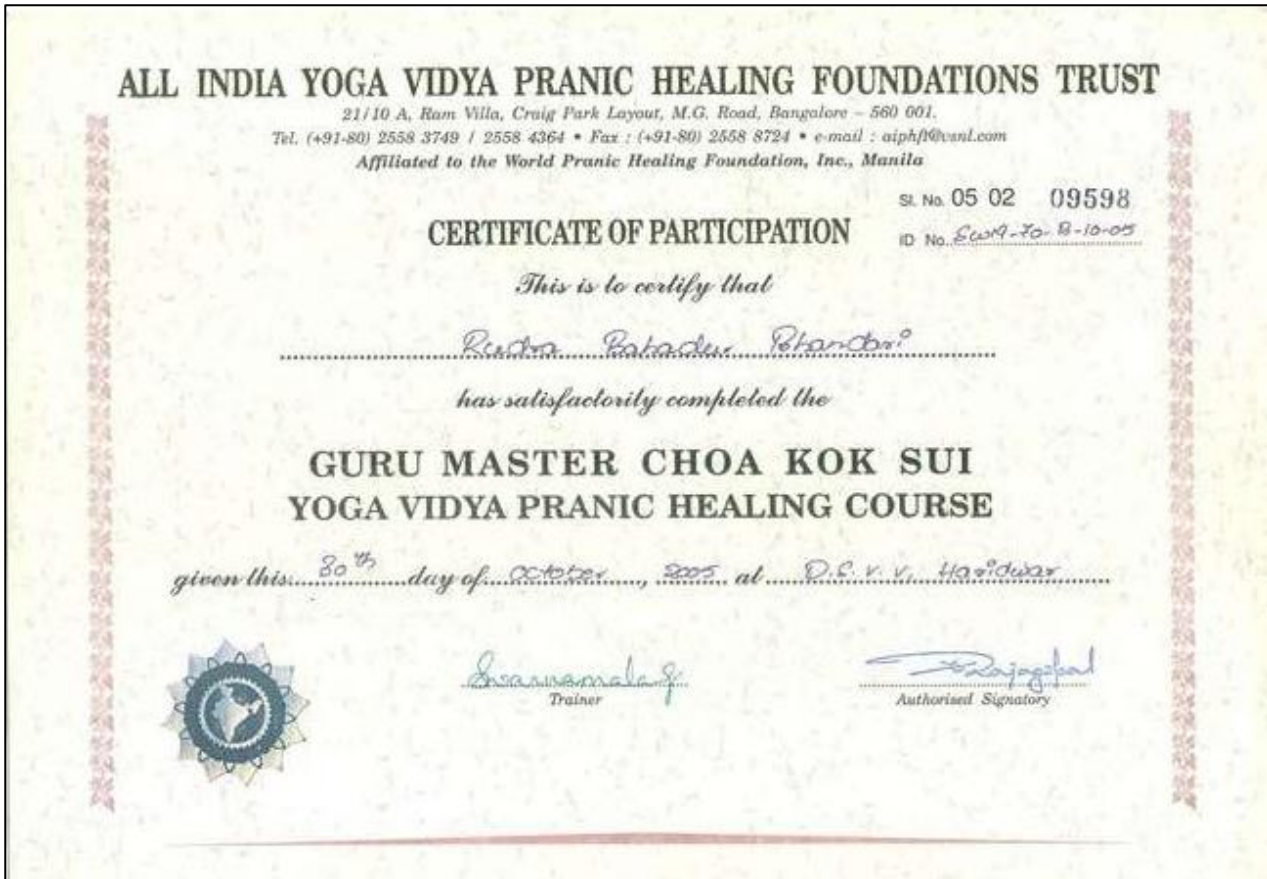 ALL INDIA YOGA VIDYA PRANIC HEALING FOUNDATIONS TRUST
21/10 A, Ram Villa, Craig Park Layout, M.G. Road, Bangalore – 560 001.
Tel. (+91-80) 2558 3749 / 2558 4364 • Fax : (+91-80) 2558 8724 • e-mail : aiphft@vsnl.com
Affiliated to the World Pranic Healing Foundation, Inc., Manila
Sl. No. 05 02 09598
CERTIFICATE OF PARTICIPATION
ID No.
This is to certify that
Rudra Bahadur Bhandari
has satisfactorily completed the
GURU MASTER CHOA KOK SUI
YOGA VIDYA PRANIC HEALING COURSE
given this 30th day of October, 2005 at D.S.V.V. Haridwar
Trainer
Authorised Signatory